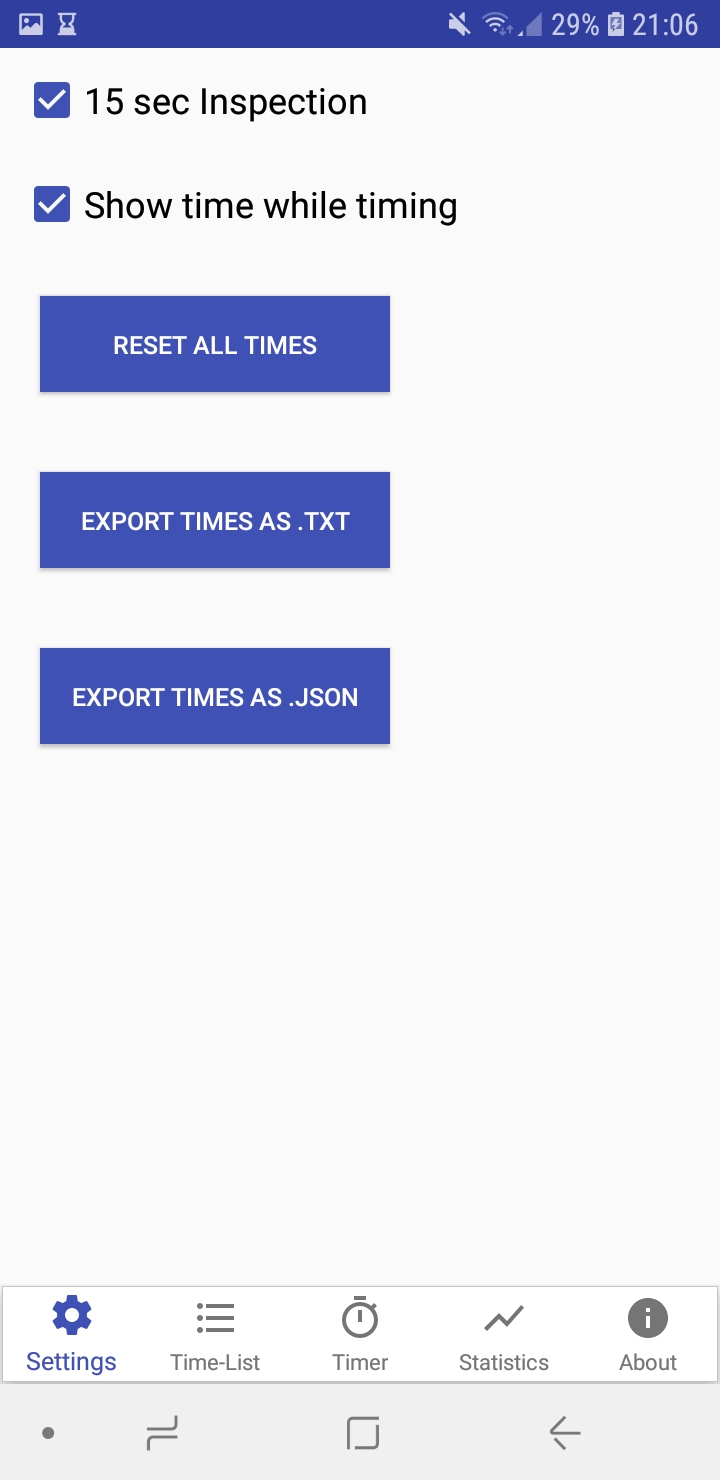 29% 21:06
15 sec Inspection
Show time while timing
RESET ALL TIMES
EXPORT TIMES AS .TXT
EXPORT TIMES AS .JSON
Settings Time-List Timer Statistics About